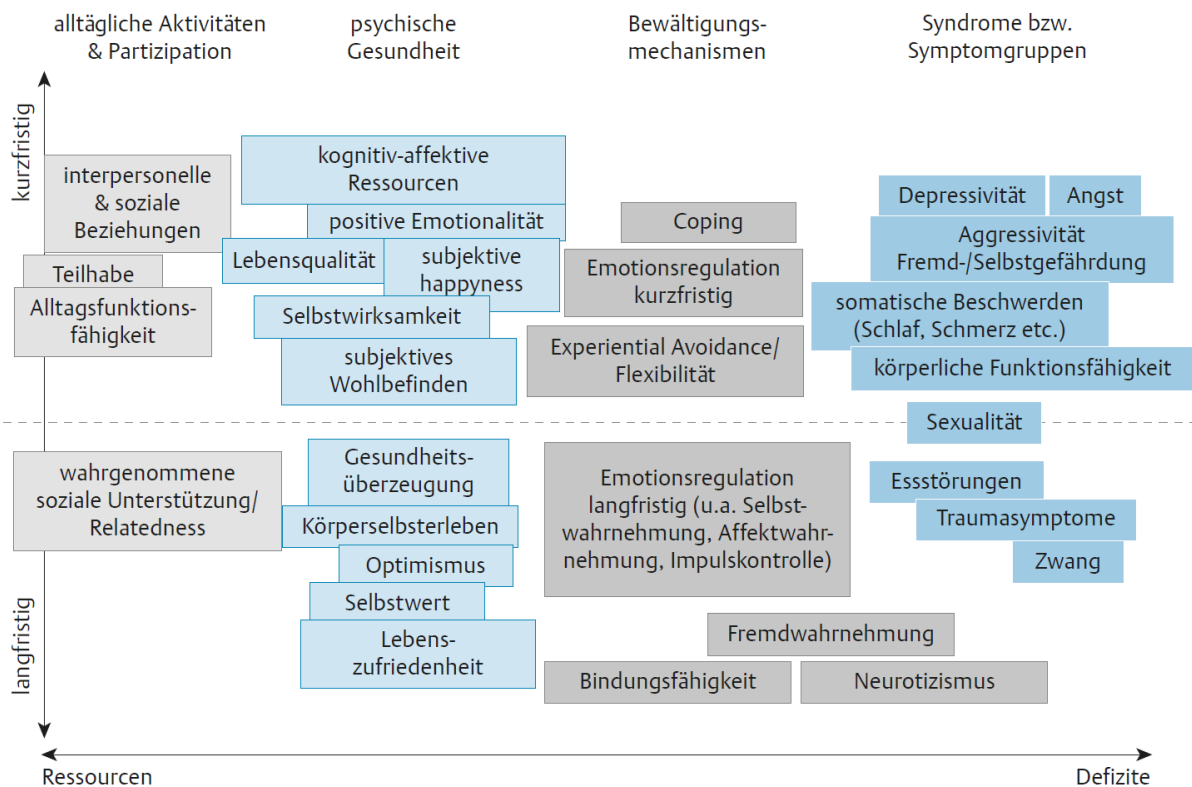 alltägliche Aktivitäten
& Partizipation
psychische
Gesundheit
Bewältigungs-
mechanismen
Syndrome bzw.
Symptomgruppen
kurzfristig
langfristig
interpersonelle
& soziale
Beziehungen
Teilhabe
Alltagsfunktions-
fähigkeit
wahrgenommene
soziale Unterstützung/
Relatedness
kognitiv-affektive
Ressourcen
positive Emotionalität
Lebensqualität
subjektive
happyness
Selbstwirksamkeit
subjektives
Wohlbefinden
Gesundheits-
überzeugung
Körperselbsterleben
Optimismus
Selbstwert
Lebens-
zufriedenheit
Coping
Emotionsregulation
kurzfristig
Experiential Avoidance/
Flexibilität
Emotionsregulation
langfristig (u.a. Selbst-
wahrnehmung, Affektwahr-
nehmung, Impulskontrolle)
Fremdwahrnehmung
Bindungsfähigkeit
Neurotizismus
Depressivität
Angst
Aggressivität
Fremd-/Selbstgefährdung
somatische Beschwerden
(Schlaf, Schmerz etc.)
körperliche Funktionsfähigkeit
Sexualität
Essstörungen
Traumasymptome
Zwang
Ressourcen
Defizite